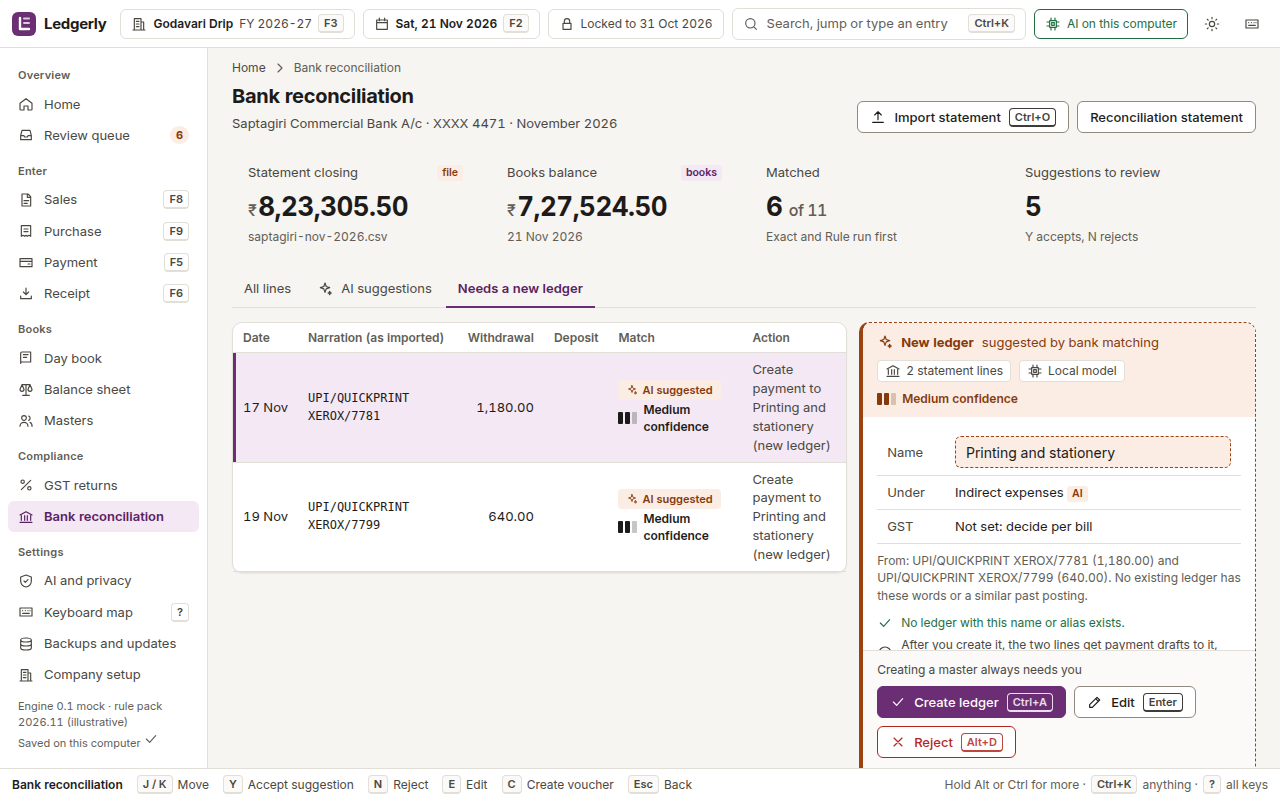 Ledgerly
Godavari Drip FY 2026-27 F3
Sat, 21 Nov 2026 F2
Locked to 31 Oct 2026
Search, jump or type an entry Ctrl+K
AI on this computer
Overview
Home
Review queue 6
Enter
Sales F8
Purchase F9
Payment F5
Receipt F6
Books
Day book
Balance sheet
Masters
Compliance
GST returns
Bank reconciliation
Settings
AI and privacy
Keyboard map ?
Backups and updates
Company setup
Engine 0.1 mock · rule pack
2026.11 (illustrative)
Saved on this computer
Home > Bank reconciliation
Bank reconciliation
Saptagiri Commercial Bank A/c · XXXX 4471 · November 2026
Import statement Ctrl+O
Reconciliation statement
Statement closing file
₹8,23,305.50
saptagiri-nov-2026.csv
Books balance books
₹7,27,524.50
21 Nov 2026
Matched
6 of 11
Exact and Rule run first
Suggestions to review
5
Y accepts, N rejects
All lines
AI suggestions
Needs a new ledger
Date Narration (as imported) Withdrawal Deposit Match Action
17 Nov
UPI/QUICKPRINT
XEROX/7781
1,180.00
AI suggested
Medium
confidence
Create
payment to
Printing and
stationery
(new ledger)
19 Nov
UPI/QUICKPRINT
XEROX/7799
640.00
AI suggested
Medium
confidence
Create
payment to
Printing and
stationery
(new ledger)
New ledger suggested by bank matching
2 statement lines
Local model
Medium confidence
Name Printing and stationery
Under Indirect expenses AI
GST Not set: decide per bill
From: UPI/QUICKPRINT XEROX/7781 (1,180.00) and
UPI/QUICKPRINT XEROX/7799 (640.00). No existing ledger has
these words or a similar past posting.
No ledger with this name or alias exists.
After you create it, the two lines get payment drafts to it,
Creating a master always needs you
Create ledger Ctrl+A
Edit Enter
Reject Alt+D
Bank reconciliation J / K Move Y Accept suggestion N Reject E Edit C Create voucher Esc Back
Hold Alt or Ctrl for more · Ctrl+K anything · ? all keys